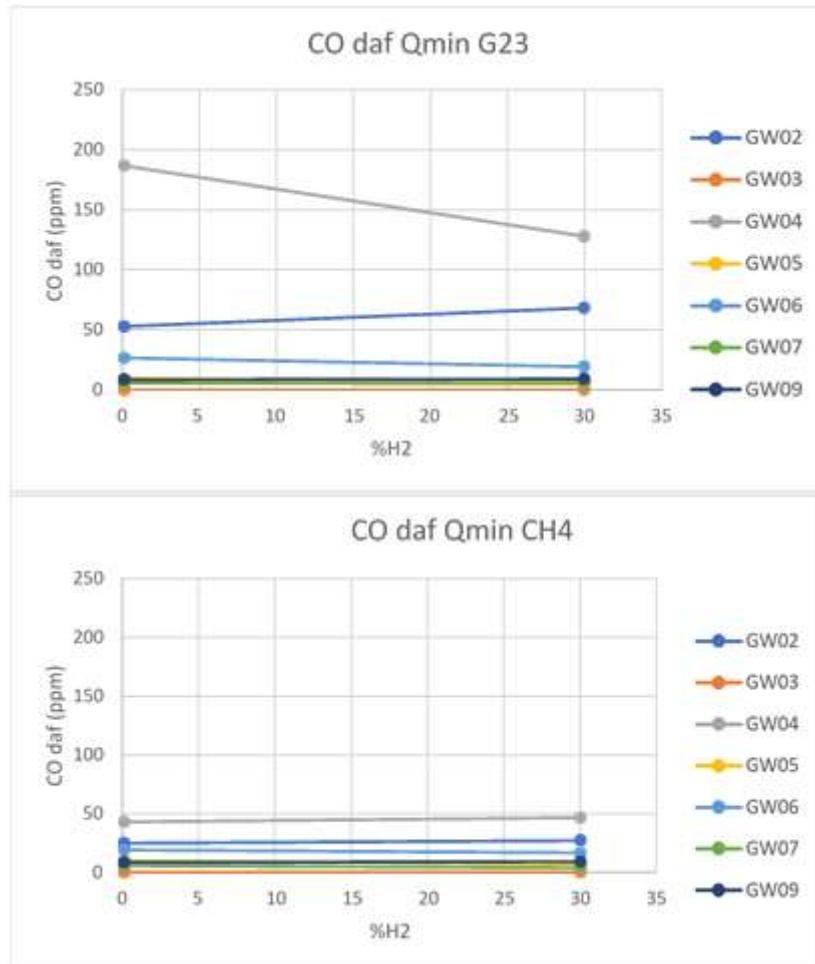 CO daf Qmin G23
250
200
150
100
50
0
CO daf (ppm)
0 5 10 15 20 25 30 35
%H2
GW02
GW03
GW04
GW05
GW06
GW07
GW09
CO daf Qmin CH4
250
200
150
100
50
0
CO daf (ppm)
0 5 10 15 20 25 30 35
%H2
GW02
GW03
GW04
GW05
GW06
GW07
GW09